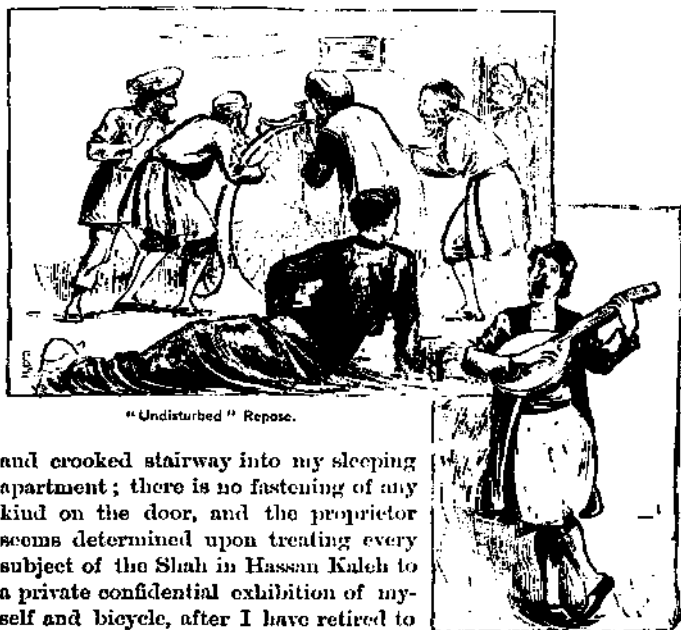 "Undisturbed" Repose.
and crooked stairway into my sleeping
apartment; there is no fastening of any
kind on the door, and the proprietor
seems determined upon treating every
subject of the Shah in Hassan Kaleh to
a private confidential exhibition of my-
self and bicycle, after I have retired to